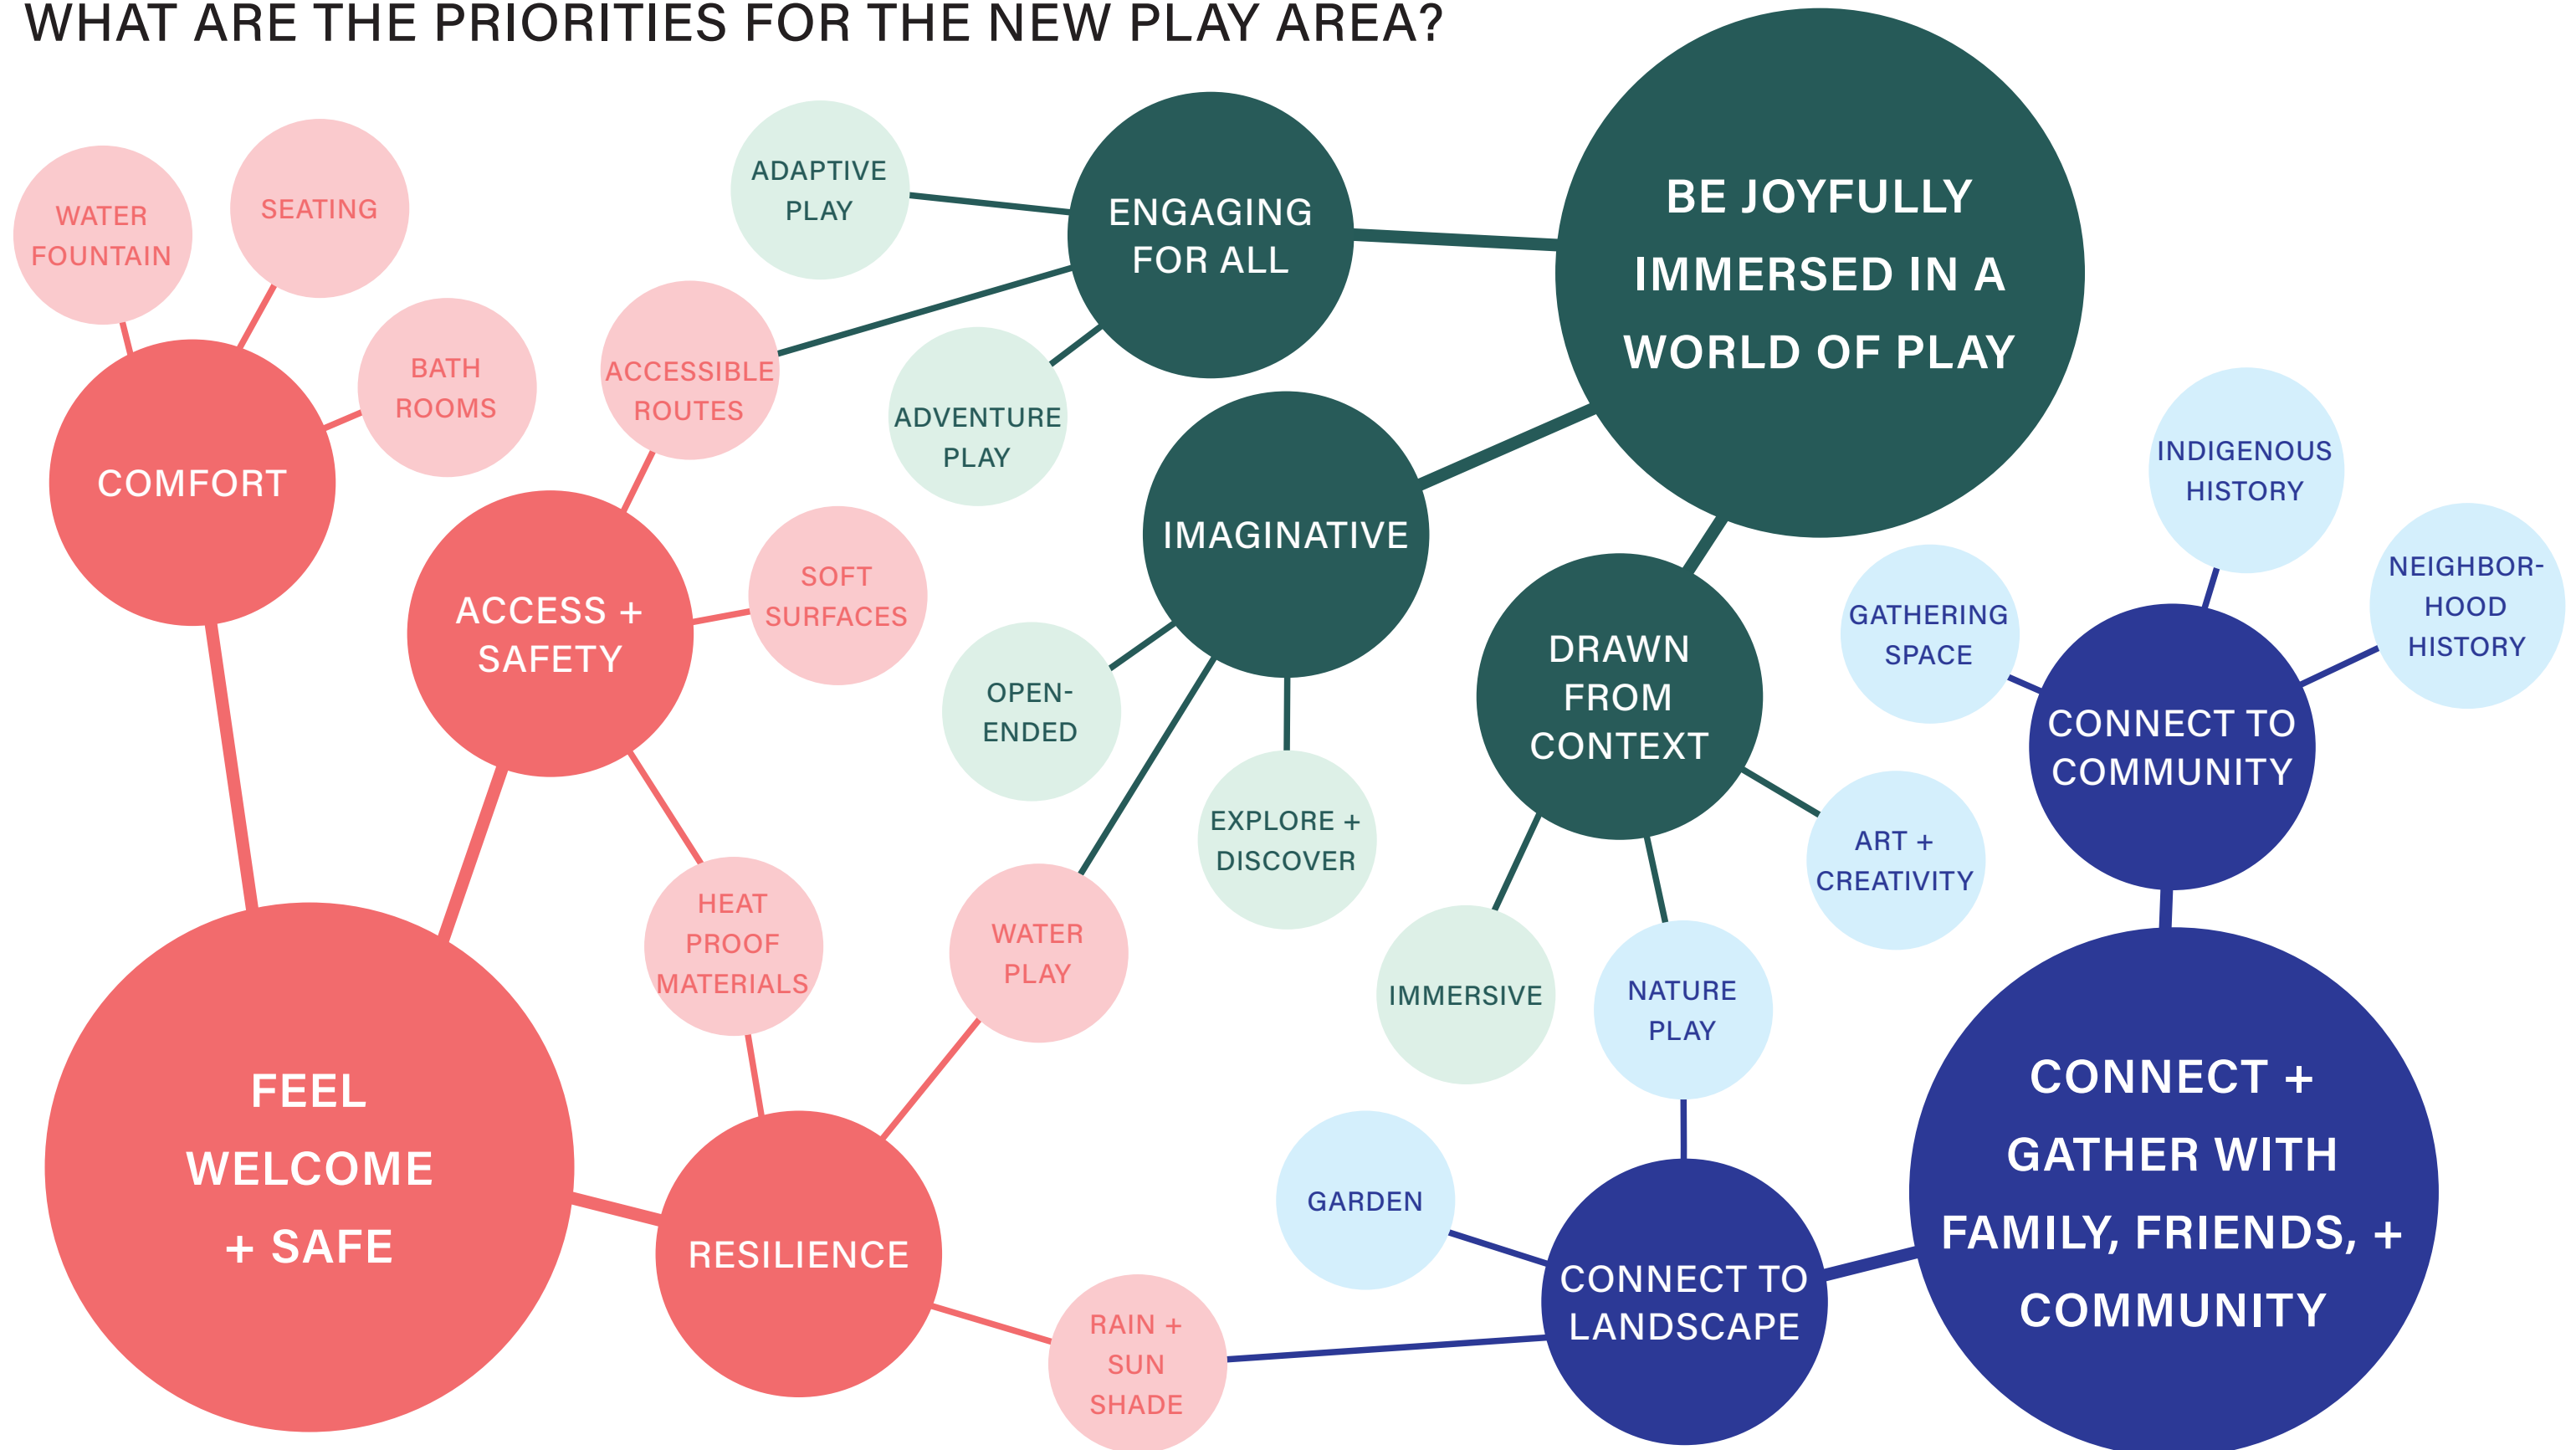 WHAT ARE THE PRIORITIES FOR THE NEW PLAY AREA?
WATER
FOUNTAIN
SEATING
BATH
ROOMS
COMFORT
ACCESSIBLE
ROUTES
ACCESS +
SAFETY
SOFT
SURFACES
HEAT
PROOF
MATERIALS
FEEL
WELCOME
+ SAFE
RESILIENCE
WATER
PLAY
RAIN +
SUN
SHADE
ADAPTIVE
PLAY
ENGAGING
FOR ALL
ADVENTURE
PLAY
BE JOYFULLY
IMMERSED IN A
WORLD OF PLAY
IMAGINATIVE
OPEN-
ENDED
EXPLORE +
DISCOVER
DRAWN
FROM
CONTEXT
IMMERSIVE
NATURE
PLAY
ART +
CREATIVITY
INDIGENOUS
HISTORY
NEIGHBOR-
HOOD
HISTORY
GATHERING
SPACE
CONNECT TO
COMMUNITY
GARDEN
CONNECT TO
LANDSCAPE
CONNECT +
GATHER WITH
FAMILY, FRIENDS, +
COMMUNITY